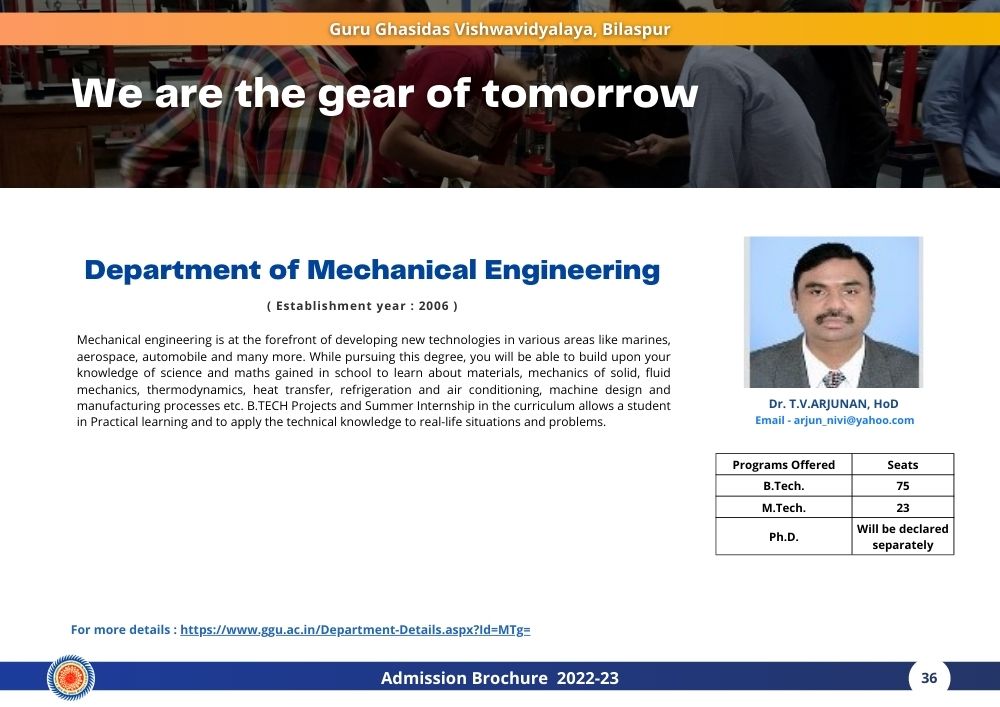 Guru Ghasidas Vishwavidyalaya, Bilaspur
We are the gear of tomorrow
Department of Mechanical Engineering
( Establishment year : 2006 )
Mechanical engineering is at the forefront of developing new technologies in various areas like marines,
aerospace, automobile and many more. While pursuing this degree, you will be able to build upon your
knowledge of science and maths gained in school to learn about materials, mechanics of solid, fluid
mechanics, thermodynamics, heat transfer, refrigeration and air conditioning, machine design and
manufacturing processes etc. B.TECH Projects and Summer Internship in the curriculum allows a student
in Practical learning and to apply the technical knowledge to real-life situations and problems.
Dr. T.V.ARJUNAN, HoD
Email - arjun_nivi@yahoo.com
Programs Offered Seats
B.Tech. 75
M.Tech. 23
Ph.D. Will be declared
separately
For more details : https://www.ggu.ac.in/Department-Details.aspx?Id=MTg=
Admission Brochure 2022-23
36